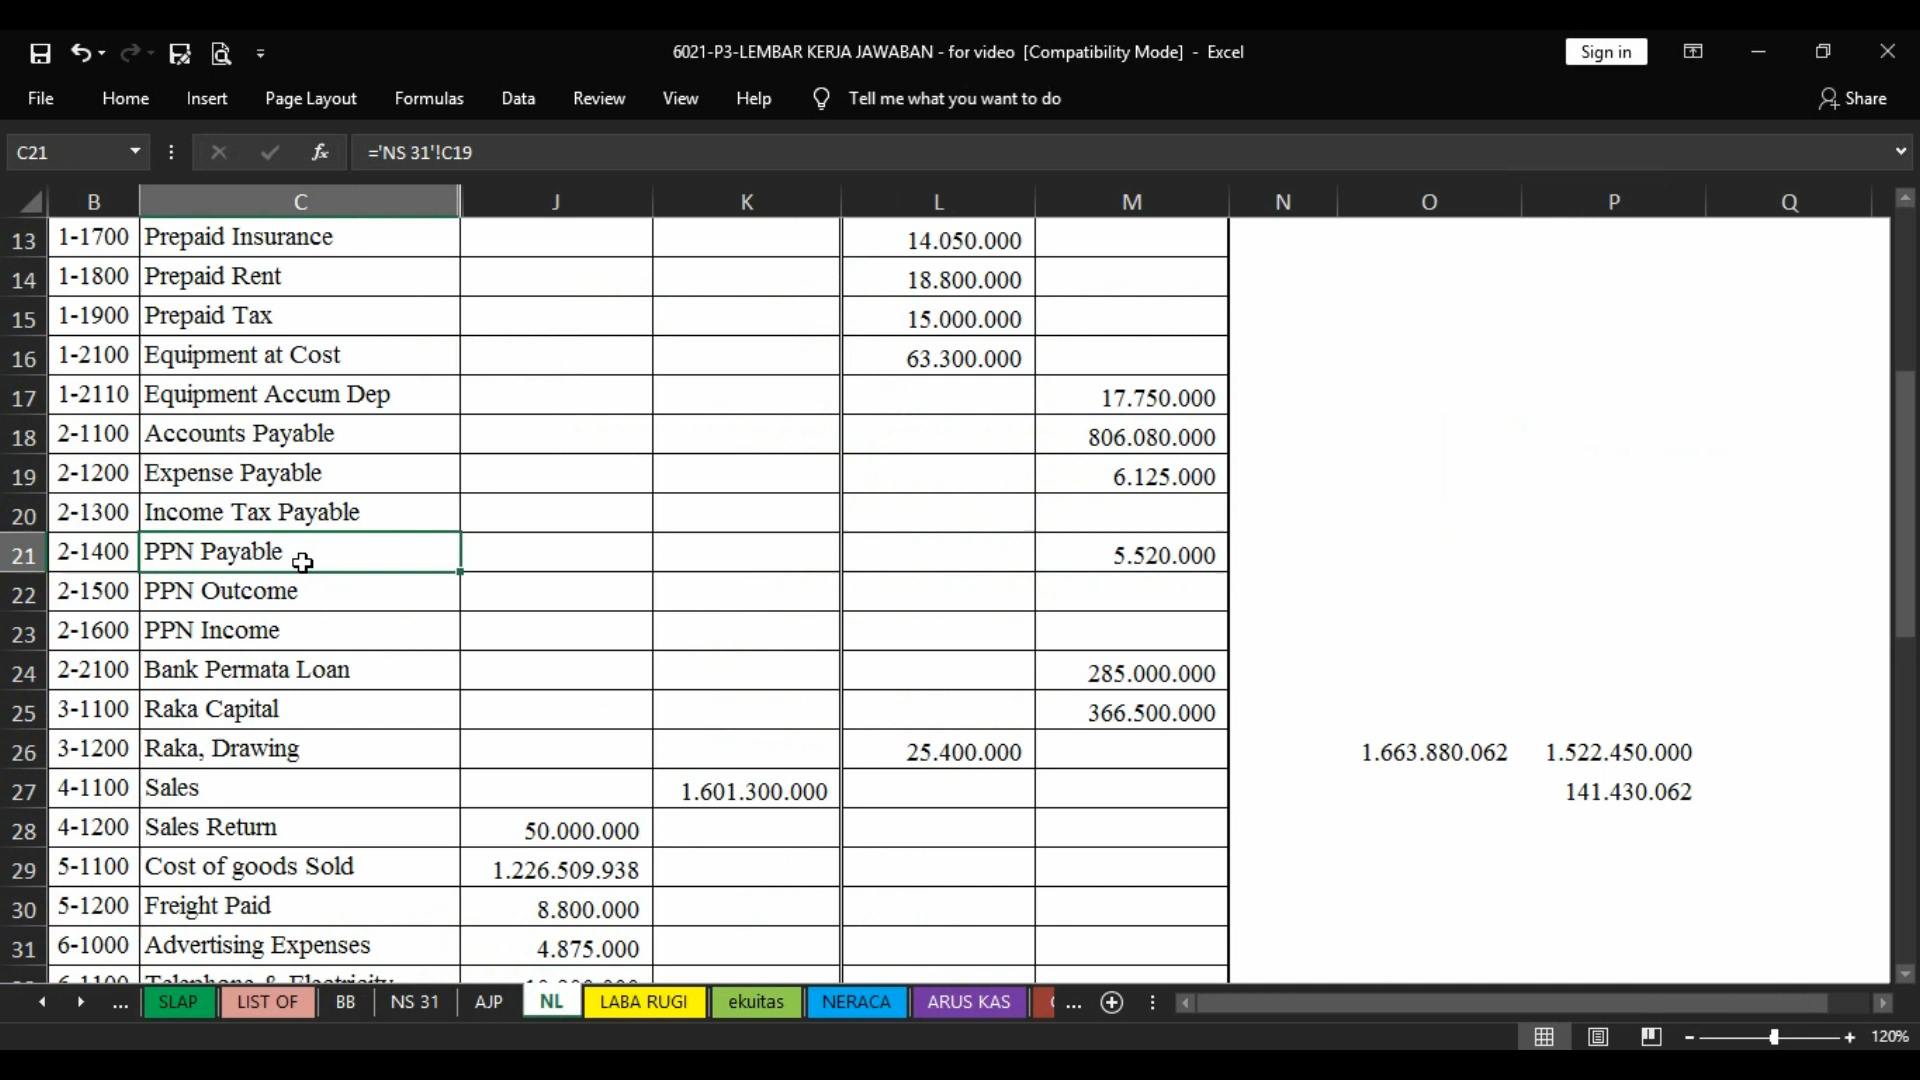 6021-P3-LEMBAR KERJA JAWABAN - for video [Compatibility Mode] - Excel
Sign in
File Home Insert Page Layout Formulas Data Review View Help Tell me what you want to do Share
C21 fx ='NS 31'!C19
B C J K L M N O P Q
13 1-1700 Prepaid Insurance 14.050.000
14 1-1800 Prepaid Rent 18.800.000
15 1-1900 Prepaid Tax 15.000.000
16 1-2100 Equipment at Cost 63.300.000
17 1-2110 Equipment Accum Dep 17.750.000
18 2-1100 Accounts Payable 806.080.000
19 2-1200 Expense Payable 6.125.000
20 2-1300 Income Tax Payable
21 2-1400 PPN Payable 5.520.000
22 2-1500 PPN Outcome
23 2-1600 PPN Income
24 2-2100 Bank Permata Loan 285.000.000
25 3-1100 Raka Capital 366.500.000
26 3-1200 Raka, Drawing 25.400.000 1.663.880.062 1.522.450.000
27 4-1100 Sales 1.601.300.000 141.430.062
28 4-1200 Sales Return 50.000.000
29 5-1100 Cost of goods Sold 1.226.509.938
30 5-1200 Freight Paid 8.800.000
31 6-1000 Advertising Expenses 4.875.000
6-1100 Telephone & Electricity
... SLAP LIST OF BB NS 31 AJP NL LABA RUGI ekuitas NERACA ARUS KAS ...
120%